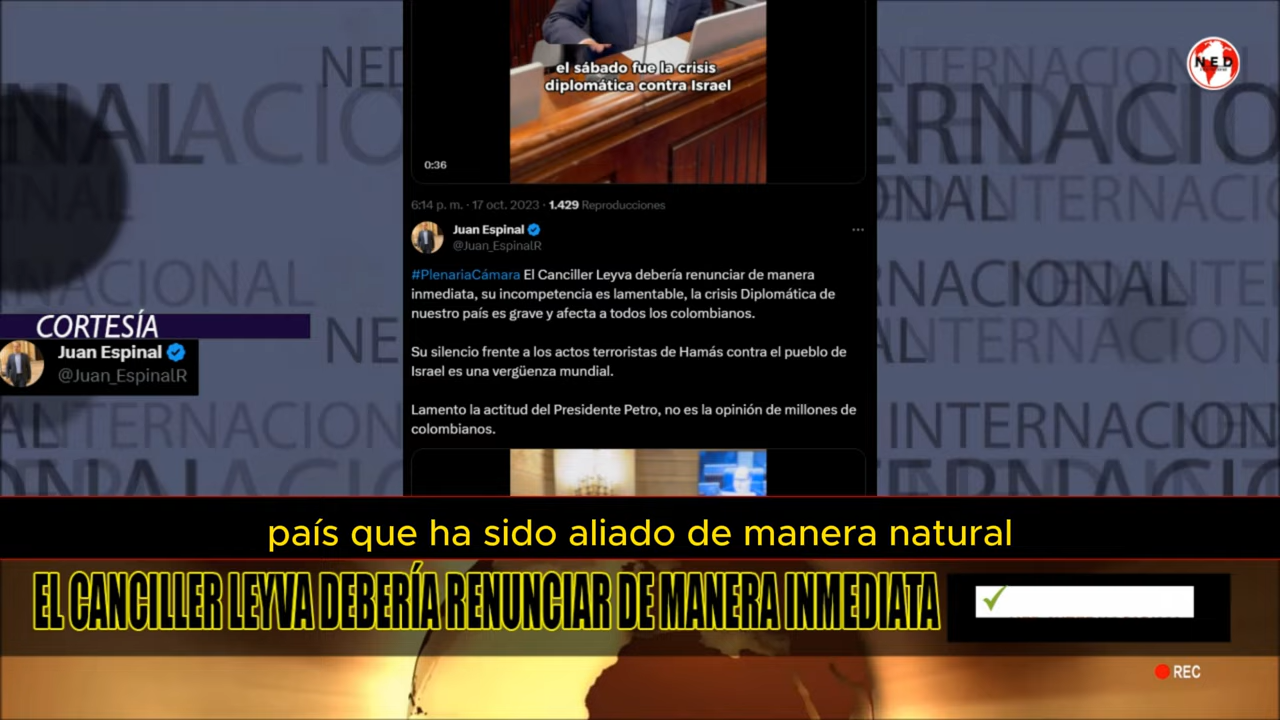 el sábado fue la crisis
diplomática contra Israel
0:36
6:14 p. m. · 17 oct. 2023 · 1.429 Reproducciones
Juan Espinal
@Juan_EspinalR
#PlenariaCámara El Canciller Leyva debería renunciar de manera
inmediata, su incompetencia es lamentable, la crisis Diplomática de
nuestro país es grave y afecta a todos los colombianos.
Su silencio frente a los actos terroristas de Hamás contra el pueblo de
Israel es una vergüenza mundial.
Lamento la actitud del Presidente Petro, no es la opinión de millones de
colombianos.
NED
CORTESÍA
Juan Espinal
@Juan_EspinalR
país que ha sido aliado de manera natural
EL CANCILLER LEYVA DEBERÍA RENUNCIAR DE MANERA INMEDIATA
REC